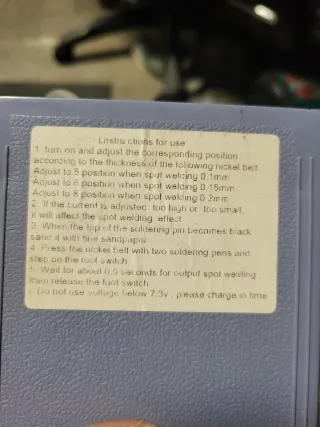 Instructions for use
1. turn on and adjust the corresponding position
according to the thickness of the following nickel belt
Adjust to 5 position when spot welding 0.1mm
Adjust to 6 position when spot welding 0.15mm
Adjust to 8 position when spot welding 0.2mm
2. If the current is adjusted too high or too small,
it will affect the spot welding effect
3. When the top of the soldering pin becomes black
sand it with fine sandpaper
4. Press the nickel belt with two soldering pens and
step on the foot switch
5. Wait for about 0.5 seconds for output spot welding,
then release the foot switch
6. Do not use voltage below 7.3v, please charge in time